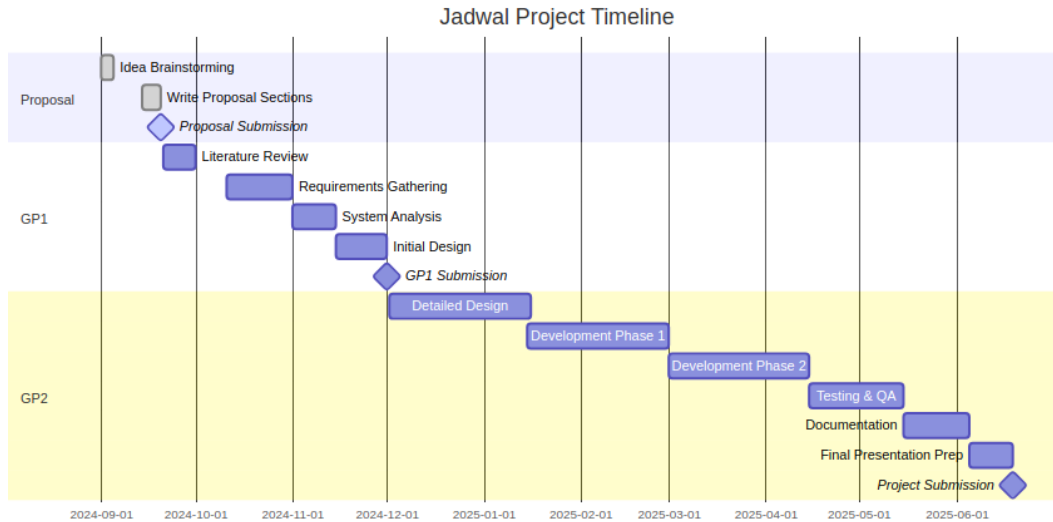 Jadwal Project Timeline
Proposal
Idea Brainstorming
Write Proposal Sections
Proposal Submission
GP1
Literature Review
Requirements Gathering
System Analysis
Initial Design
GP1 Submission
GP2
Detailed Design
Development Phase 1
Development Phase 2
Testing & QA
Documentation
Final Presentation Prep
Project Submission
2024-09-01 2024-10-01 2024-11-01 2024-12-01 2025-01-01 2025-02-01 2025-03-01 2025-04-01 2025-05-01 2025-06-01